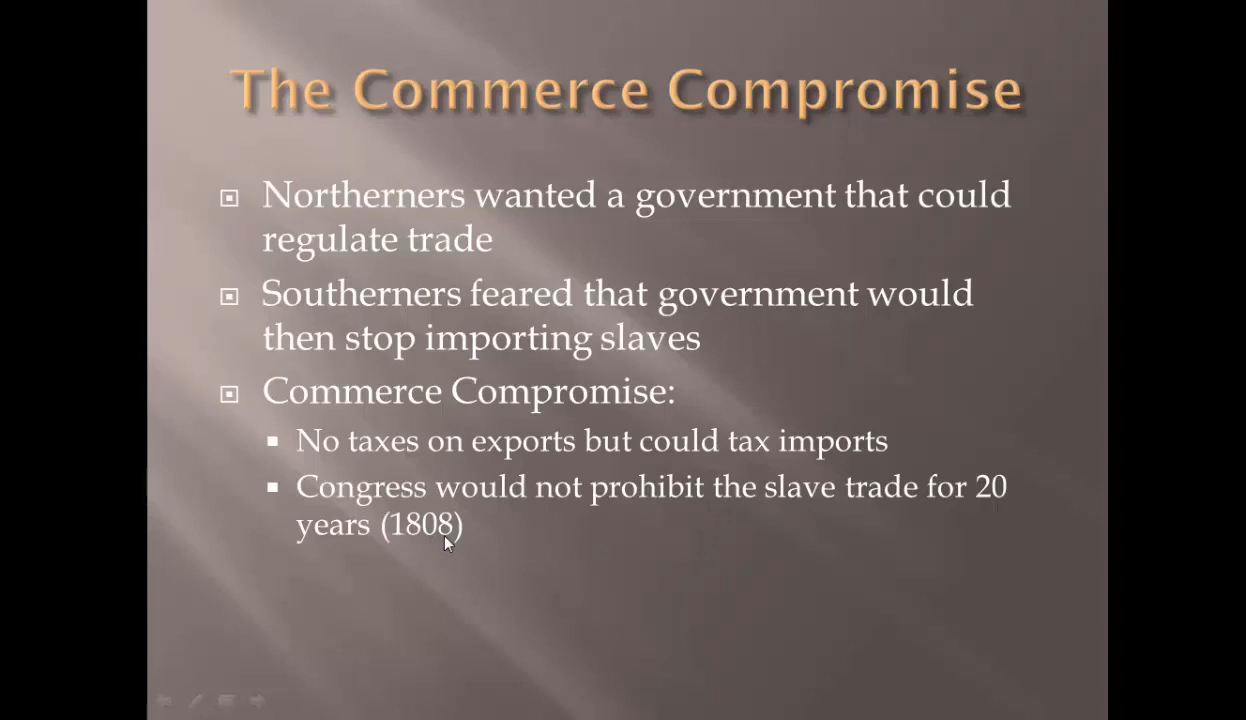 The Commerce Compromise
Northerners wanted a government that could
regulate trade
Southerners feared that government would
then stop importing slaves
Commerce Compromise:
No taxes on exports but could tax imports
Congress would not prohibit the slave trade for 20
years (1808)